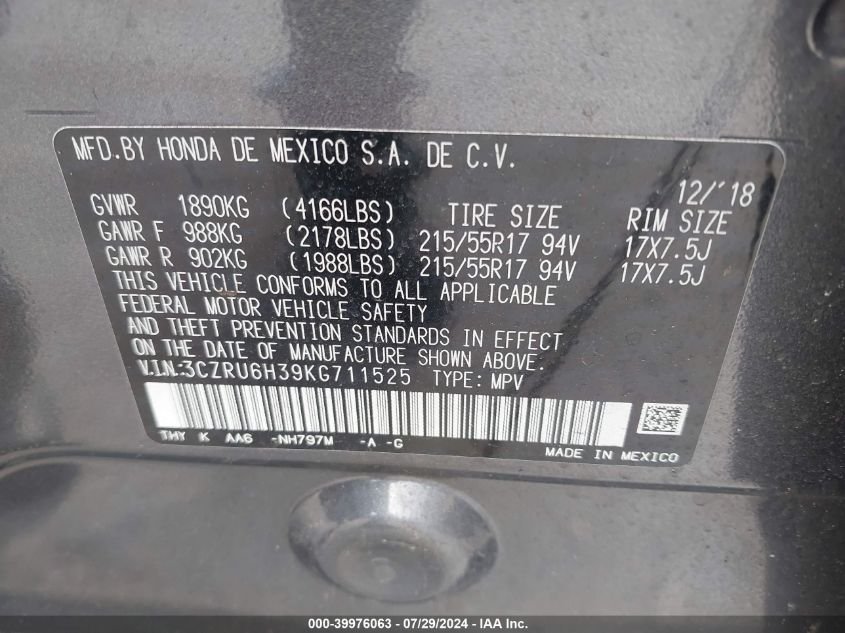 MFD.BY HONDA DE MEXICO S.A. DE C.V.
12/'18
GVWR 1890KG (4166LBS) TIRE SIZE RIM SIZE
GAWR F 988KG (2178LBS) 215/55R17 94V 17X7.5J
GAWR R 902KG (1988LBS) 215/55R17 94V 17X7.5J
THIS VEHICLE CONFORMS TO ALL APPLICABLE
FEDERAL MOTOR VEHICLE SAFETY
AND THEFT PREVENTION STANDARDS IN EFFECT
ON THE DATE OF MANUFACTURE SHOWN ABOVE.
V.I.N:3CZRU6H39KG711525 TYPE: MPV
THY K AA6 -NH797M -A -G
MADE IN MEXICO
000-39976063 - 07/29/2024 - IAA Inc.